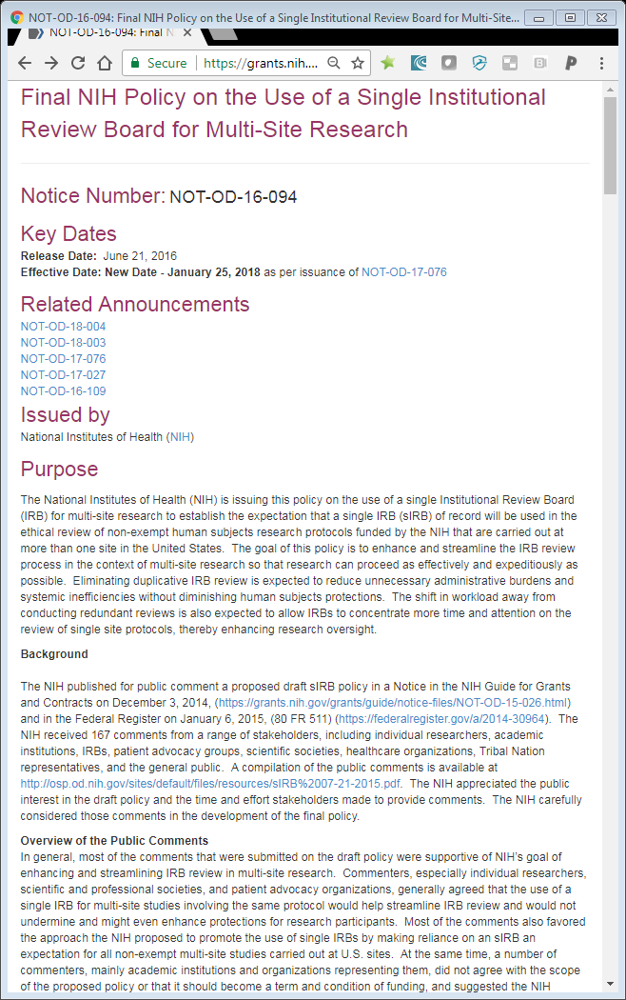 NOT-OD-16-094: Final NIH Policy on the Use of a Single Institutional Review Board for Multi-Site...
NOT-OD-16-094: Final N
Secure https://grants.nih....
Final NIH Policy on the Use of a Single Institutional
Review Board for Multi-Site Research
Notice Number: NOT-OD-16-094
Key Dates
Release Date: June 21, 2016
Effective Date: New Date - January 25, 2018 as per issuance of NOT-OD-17-076
Related Announcements
NOT-OD-18-004
NOT-OD-18-003
NOT-OD-17-076
NOT-OD-17-027
NOT-OD-16-109
Issued by
National Institutes of Health (NIH)
Purpose
The National Institutes of Health (NIH) is issuing this policy on the use of a single Institutional Review Board
(IRB) for multi-site research to establish the expectation that a single IRB (sIRB) of record will be used in the
ethical review of non-exempt human subjects research protocols funded by the NIH that are carried out at
more than one site in the United States. The goal of this policy is to enhance and streamline the IRB review
process in the context of multi-site research so that research can proceed as effectively and expeditiously as
possible. Eliminating duplicative IRB review is expected to reduce unnecessary administrative burdens and
systemic inefficiencies without diminishing human subjects protections. The shift in workload away from
conducting redundant reviews is also expected to allow IRBs to concentrate more time and attention on the
review of single site protocols, thereby enhancing research oversight.
Background
The NIH published for public comment a proposed draft sIRB policy in a Notice in the NIH Guide for Grants
and Contracts on December 3, 2014, (https://grants.nih.gov/grants/guide/notice-files/NOT-OD-15-026.html)
and in the Federal Register on January 6, 2015, (80 FR 511) (https://federalregister.gov/a/2014-30964). The
NIH received 167 comments from a range of stakeholders, including individual researchers, academic
institutions, IRBs, patient advocacy groups, scientific societies, healthcare organizations, Tribal Nation
representatives, and the general public. A compilation of the public comments is available at
http://osp.od.nih.gov/sites/default/files/resources/sIRB%2007-21-2015.pdf. The NIH appreciated the public
interest in the draft policy and the time and effort stakeholders made to provide comments. The NIH carefully
considered those comments in the development of the final policy.
Overview of the Public Comments
In general, most of the comments that were submitted on the draft policy were supportive of NIH's goal of
enhancing and streamlining IRB review in multi-site research. Commenters, especially individual researchers,
scientific and professional societies, and patient advocacy organizations, generally agreed that the use of a
single IRB for multi-site studies involving the same protocol would help streamline IRB review and would not
undermine and might even enhance protections for research participants. Most of the comments also favored
the approach the NIH proposed to promote the use of single IRBs by making reliance on an sIRB an
expectation for all non-exempt multi-site studies carried out at U.S. sites. At the same time, a number of
commenters, mainly academic institutions and organizations representing them, did not agree with the scope
of the proposed policy or that it should become a term and condition of funding, and suggested the NIH